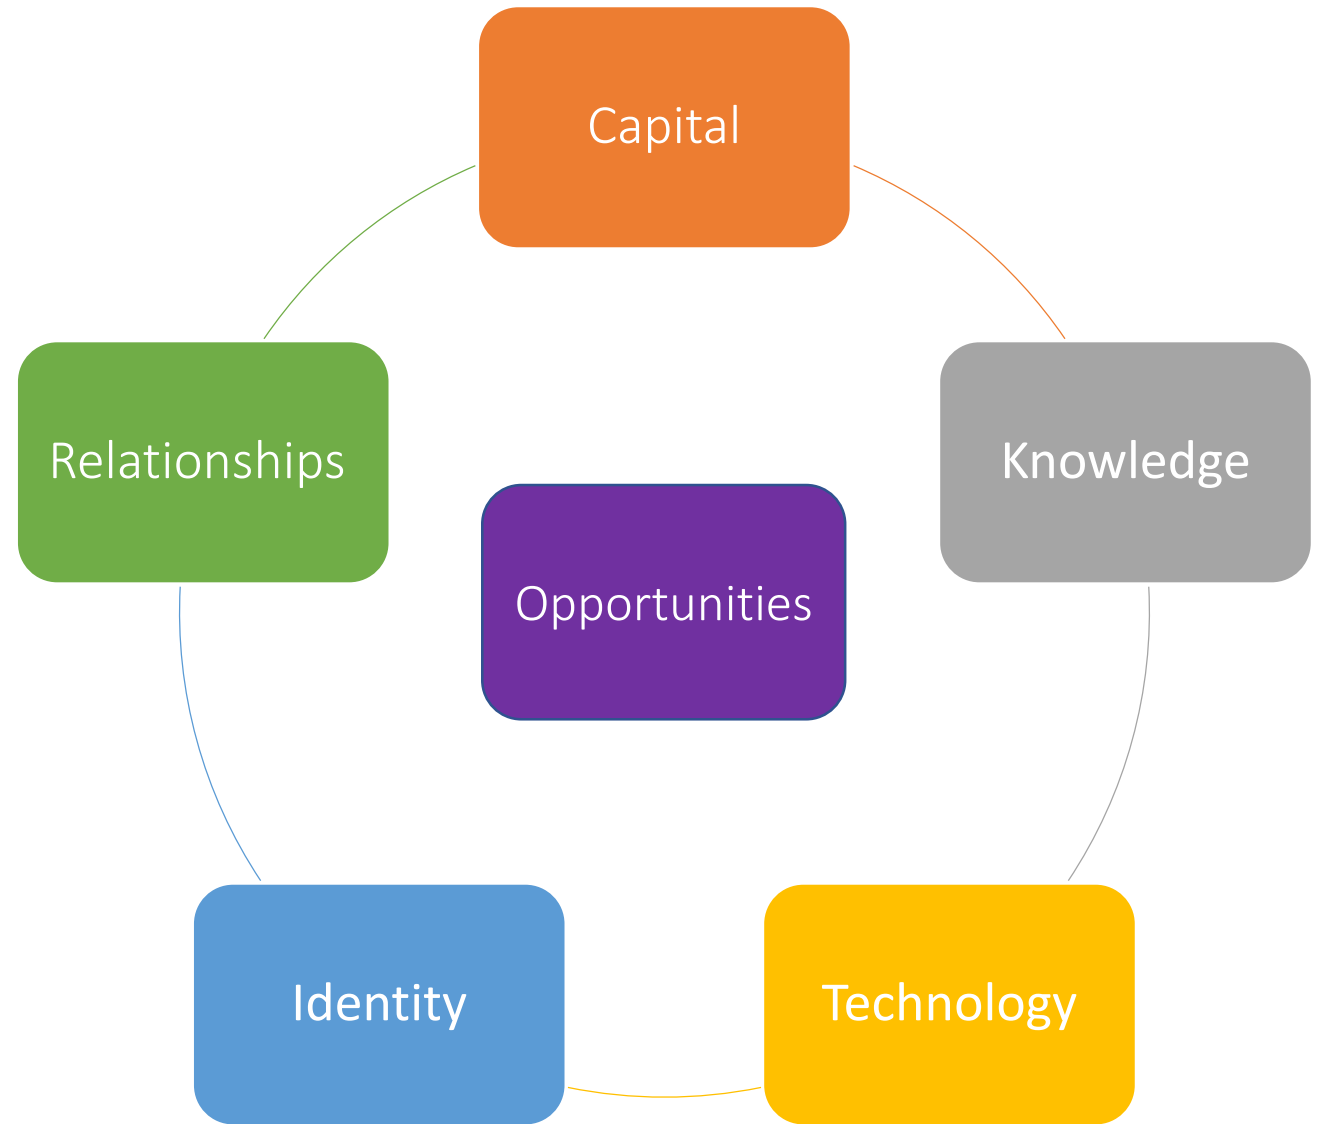 Capital
Relationships
Knowledge
Opportunities
Identity
Technology